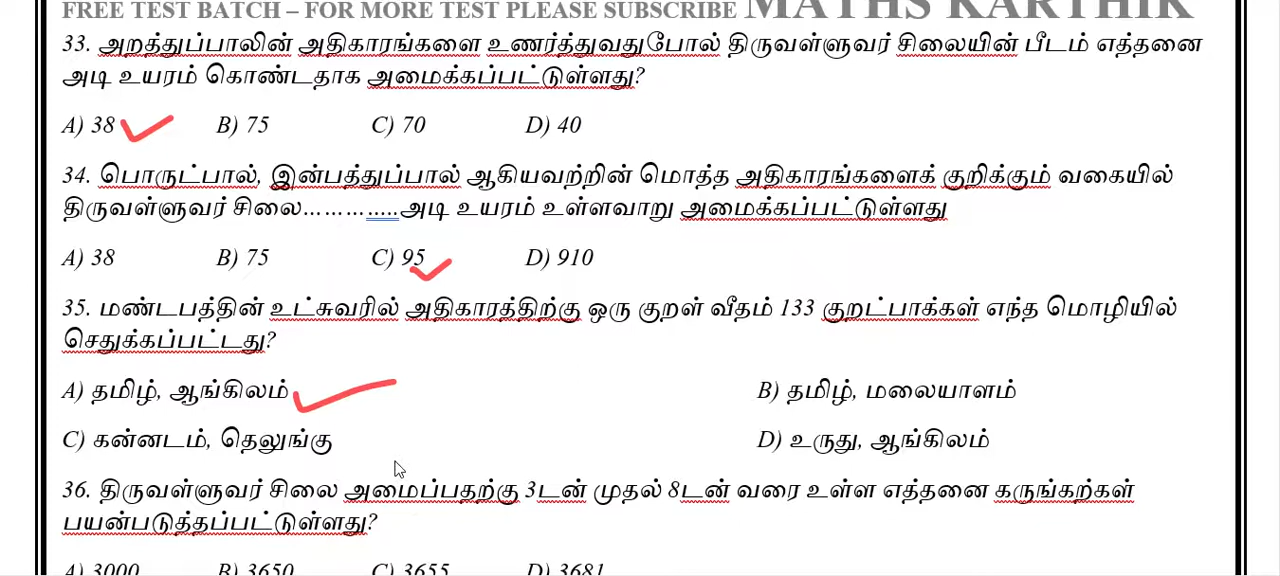 FREE TEST BATCH – FOR MORE TEST PLEASE SUBSCRIBE MATHS KARTHIK
33. அறத்துப்பாலின் அதிகாரங்களை உணர்த்துவதுபோல் திருவள்ளுவர் சிலையின் பீடம் எத்தனை
அடி உயரம் கொண்டதாக அமைக்கப்பட்டுள்ளது?
A) 38 B) 75 C) 70 D) 40
34. பொருட்பால், இன்பத்துப்பால் ஆகியவற்றின் மொத்த அதிகாரங்களைக் குறிக்கும் வகையில்
திருவள்ளுவர் சிலை…………..…அடி உயரம் உள்ளவாறு அமைக்கப்பட்டுள்ளது
A) 38 B) 75 C) 95 D) 910
35. மண்டபத்தின் உட்சுவரில் அதிகாரத்திற்கு ஒரு குறள் வீதம் 133 குறட்பாக்கள் எந்த மொழியில்
செதுக்கப்பட்டது?
A) தமிழ், ஆங்கிலம் B) தமிழ், மலையாளம்
C) கன்னடம், தெலுங்கு D) உருது, ஆங்கிலம்
36. திருவள்ளுவர் சிலை அமைப்பதற்கு 3டன் முதல் 8டன் வரை உள்ள எத்தனை கருங்கற்கள்
பயன்படுத்தப்பட்டுள்ளது?
A) 3000 B) 3650 C) 3655 D) 3681